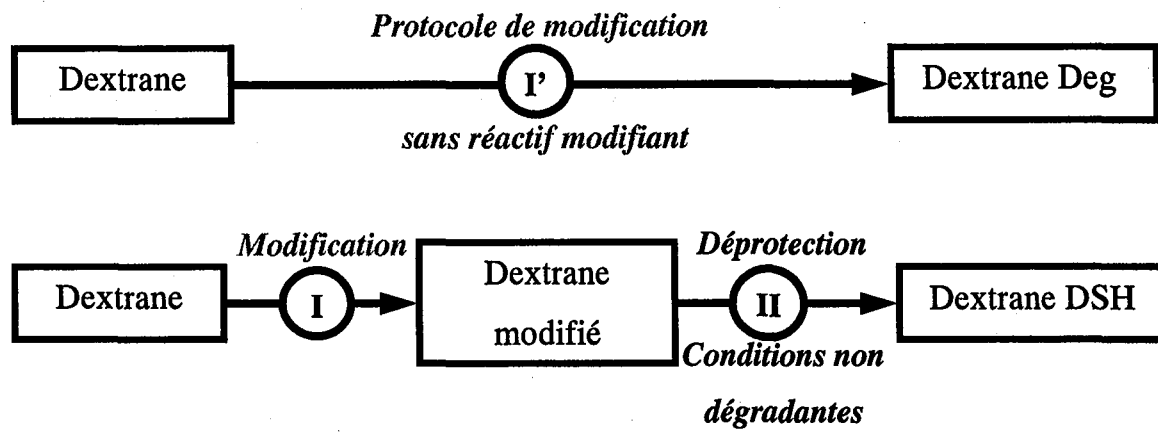 Protocole de modification
Dextrane
I'
Dextrane Deg
sans réactif modifiant
Modification
Déprotection
Dextrane
I
Dextrane
modifié
II
Dextrane DSH
Conditions non
dégradantes